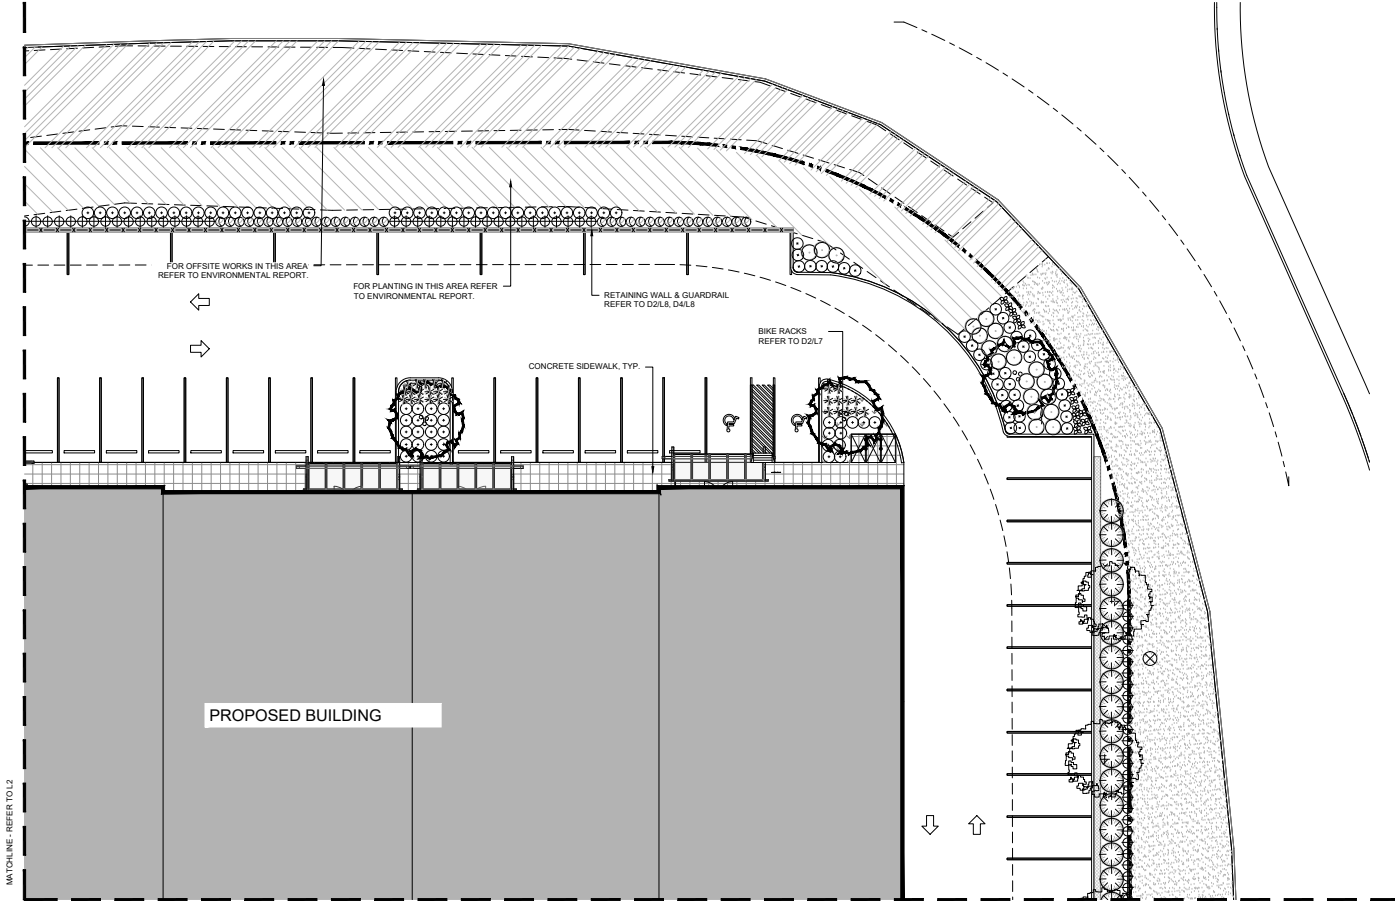 FOR OFFSITE WORKS IN THIS AREA
REFER TO ENVIRONMENTAL REPORT.
FOR PLANTING IN THIS AREA REFER
TO ENVIRONMENTAL REPORT.
RETAINING WALL & GUARDRAIL
REFER TO D2/L8, D4/L8
BIKE RACKS
REFER TO D2/L7
CONCRETE SIDEWALK, TYP.
PROPOSED BUILDING
MATCHLINE - REFER TO L2